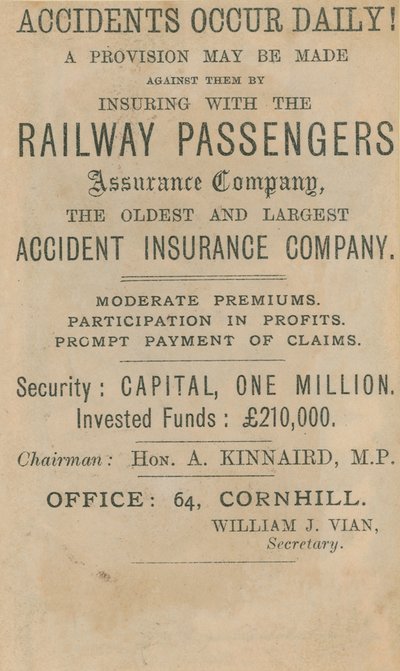 ACCIDENTS OCCUR DAILY!
A PROVISION MAY BE MADE
AGAINST THEM BY
INSURING WITH THE
RAILWAY PASSENGERS
Assurance Company,
THE OLDEST AND LARGEST
ACCIDENT INSURANCE COMPANY.
MODERATE PREMIUMS.
PARTICIPATION IN PROFITS.
PROMPT PAYMENT OF CLAIMS.
Security: CAPITAL, ONE MILLION.
Invested Funds: £210,000.
Chairman: Hon. A. KINNAIRD, M.P.
OFFICE: 64, CORNHILL.
WILLIAM J. VIAN,
Secretary.